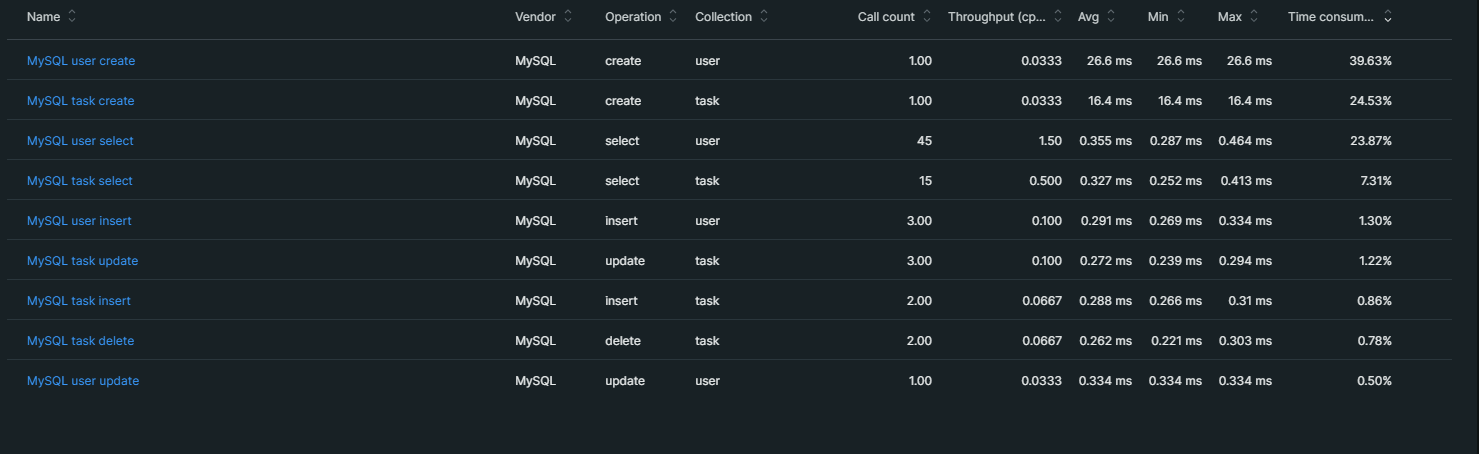 Name Vendor Operation Collection Call count Throughput (cp... Avg Min Max Time consum...
MySQL user create MySQL create user 1.00 0.0333 26.6 ms 26.6 ms 26.6 ms 39.63%
MySQL task create MySQL create task 1.00 0.0333 16.4 ms 16.4 ms 16.4 ms 24.53%
MySQL user select MySQL select user 45 1.50 0.355 ms 0.287 ms 0.464 ms 23.87%
MySQL task select MySQL select task 15 0.500 0.327 ms 0.252 ms 0.413 ms 7.31%
MySQL user insert MySQL insert user 3.00 0.100 0.291 ms 0.269 ms 0.334 ms 1.30%
MySQL task update MySQL update task 3.00 0.100 0.272 ms 0.239 ms 0.294 ms 1.22%
MySQL task insert MySQL insert task 2.00 0.0667 0.288 ms 0.266 ms 0.31 ms 0.86%
MySQL task delete MySQL delete task 2.00 0.0667 0.262 ms 0.221 ms 0.303 ms 0.78%
MySQL user update MySQL update user 1.00 0.0333 0.334 ms 0.334 ms 0.334 ms 0.50%